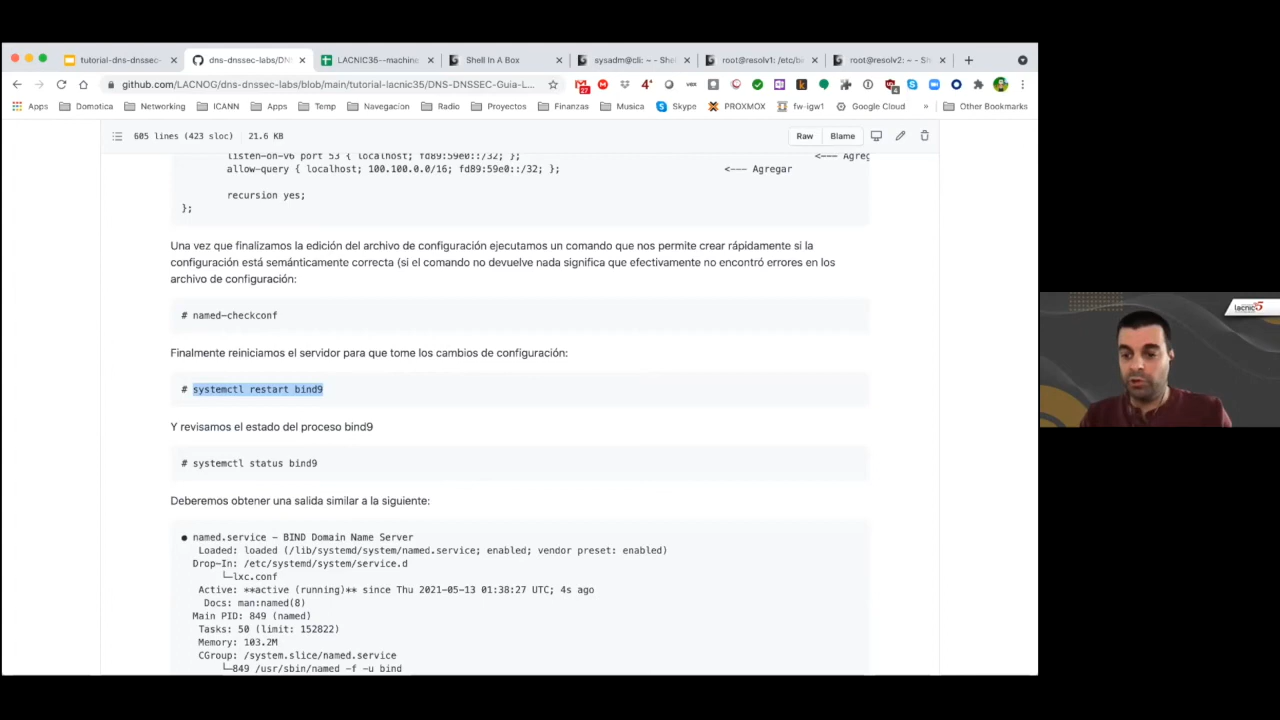 tutorial-dns-dnssec-
dns-dnssec-labs/DN
LACNIC36--machine
Shell In A Box
sysadm@cli: ~ - She
root@resolv1: /etc/b
root@resolv2: ~ - Sh
github.com/LACNOG/dns-dnssec-labs/blob/main/tutorial-lacnic35/DNS-DNSSEC-Guia-L...
Apps Domotica Networking ICANN Apps Temp Navegacion Radio Proyectos Finanzas Musica Skype PROXMOX fw-igw1 Google Cloud » Other Bookmarks
605 lines (423 sloc) 21.6 KB Raw Blame
listen-on-v6 port 53 { localhost; fd89:59e0::/32; }; <--- Agreg
allow-query { localhost; 100.100.0.0/16; fd89:59e0::/32; }; <--- Agregar
recursion yes;
};
Una vez que finalizamos la edición del archivo de configuración ejecutamos un comando que nos permite crear rápidamente si la
configuración está semánticamente correcta (si el comando no devuelve nada significa que efectivamente no encontró errores en los
archivo de configuración:
# named-checkconf
Finalmente reiniciamos el servidor para que tome los cambios de configuración:
# systemctl restart bind9
Y revisamos el estado del proceso bind9
# systemctl status bind9
Deberemos obtener una salida similar a la siguiente:
● named.service - BIND Domain Name Server
Loaded: loaded (/lib/systemd/system/named.service; enabled; vendor preset: enabled)
Drop-In: /etc/systemd/system/service.d
└─lxc.conf
Active: **active (running)** since Thu 2021-05-13 01:38:27 UTC; 4s ago
Docs: man:named(8)
Main PID: 849 (named)
Tasks: 50 (limit: 152822)
Memory: 103.2M
CGroup: /system.slice/named.service
└─849 /usr/sbin/named -f -u bind
lacnic35